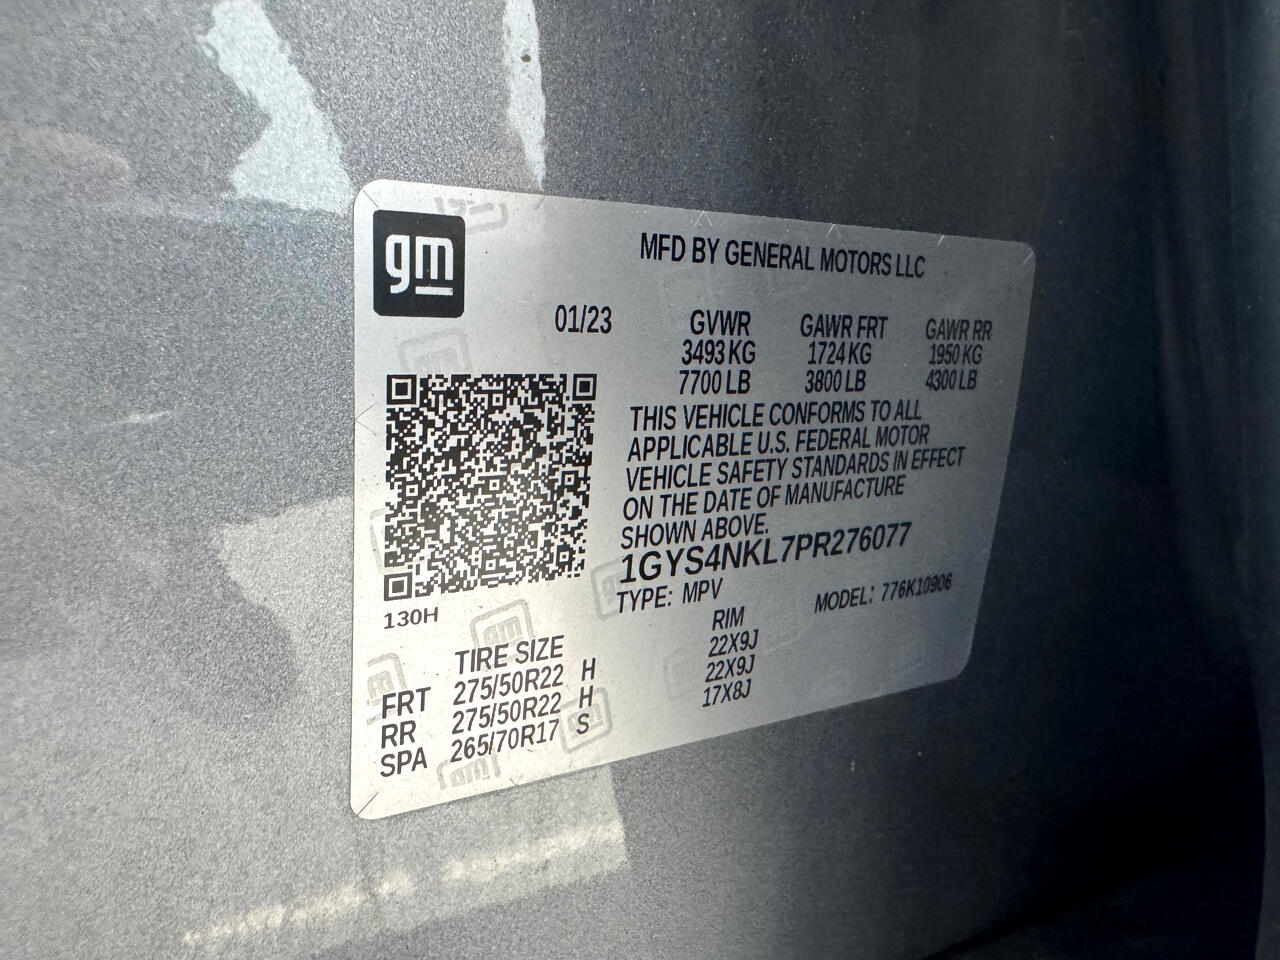 gm
MFD BY GENERAL MOTORS LLC
01/23 GVWR GAWR FRT GAWR RR
3493 KG 1724 KG 1950 KG
7700 LB 3800 LB 4300 LB
THIS VEHICLE CONFORMS TO ALL
APPLICABLE U.S. FEDERAL MOTOR
VEHICLE SAFETY STANDARDS IN EFFECT
ON THE DATE OF MANUFACTURE
SHOWN ABOVE.
1GYS4NKL7PR276077
TYPE: MPV MODEL: 776K10906
130H
TIRE SIZE RIM
FRT 275/50R22 H 22X9J
RR 275/50R22 H 22X9J
SPA 265/70R17 S 17X8J